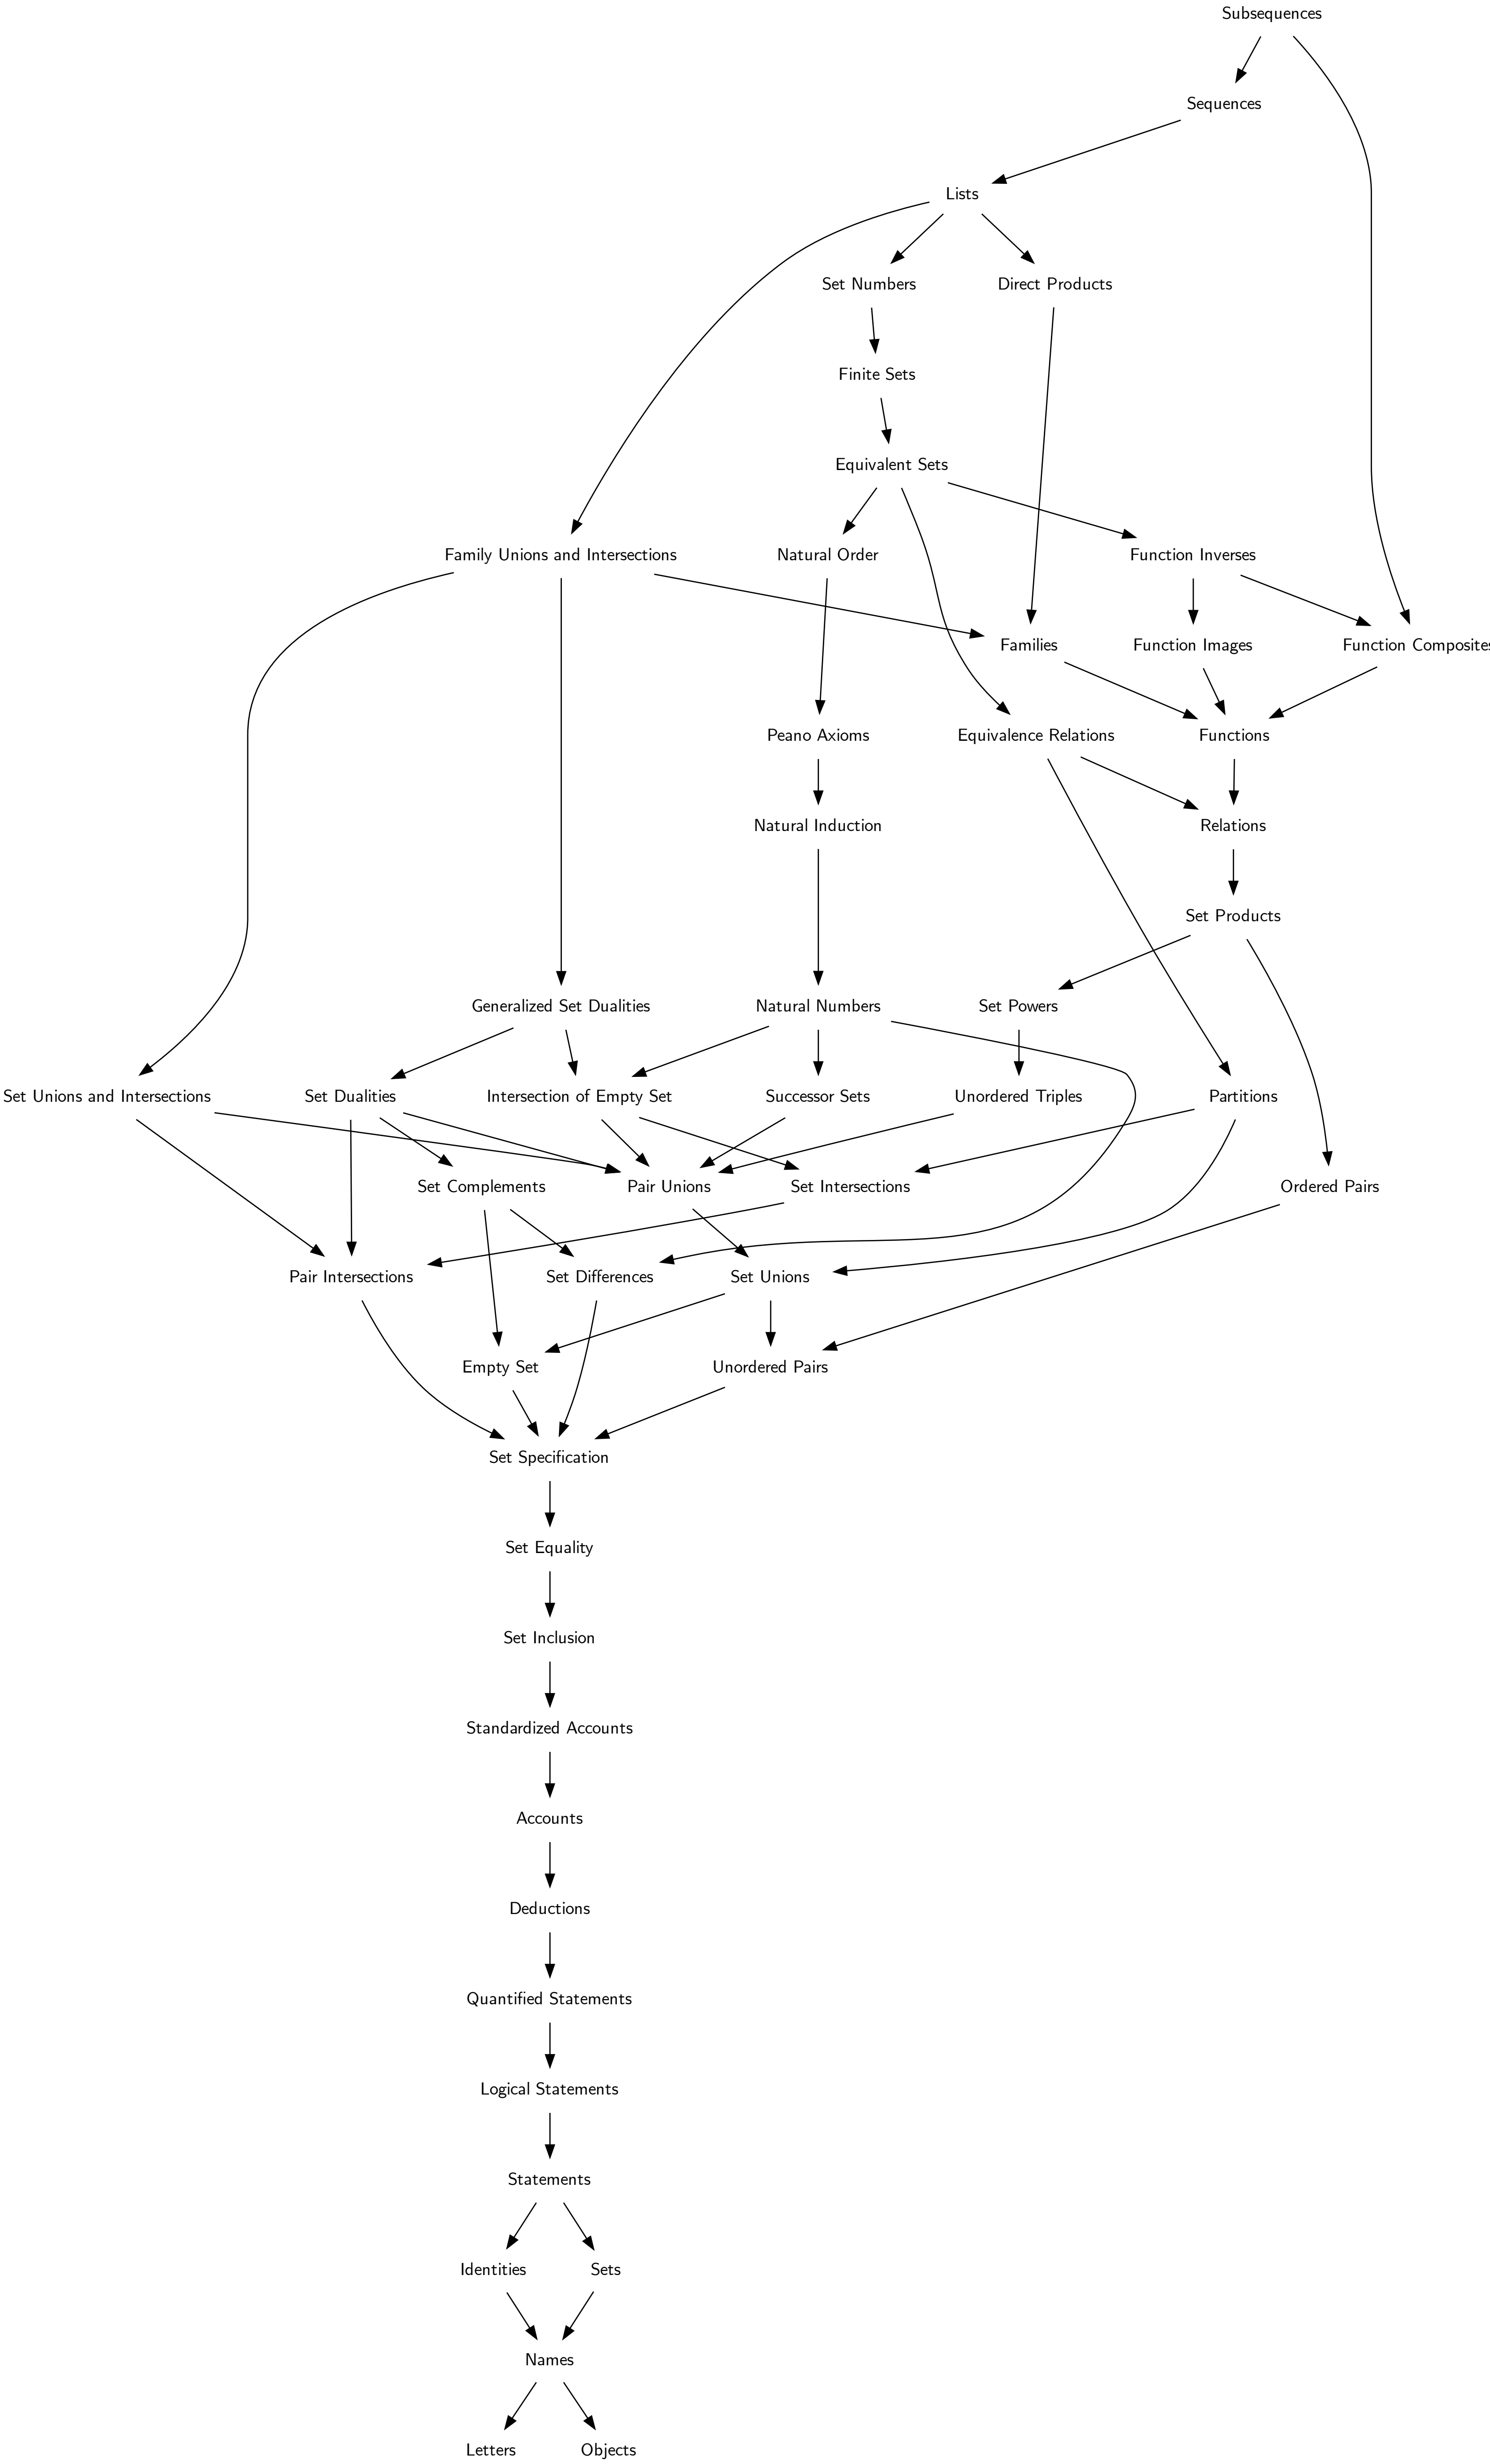 Subsequences
Sequences
Lists
Set Numbers
Direct Products
Finite Sets
Equivalent Sets
Family Unions and Intersections
Natural Order
Function Inverses
Families
Function Images
Function Composites
Peano Axioms
Equivalence Relations
Functions
Natural Induction
Relations
Set Products
Generalized Set Dualities
Natural Numbers
Set Powers
Set Unions and Intersections
Set Dualities
Intersection of Empty Set
Successor Sets
Unordered Triples
Partitions
Set Complements
Pair Unions
Set Intersections
Ordered Pairs
Pair Intersections
Set Differences
Set Unions
Empty Set
Unordered Pairs
Set Specification
Set Equality
Set Inclusion
Standardized Accounts
Accounts
Deductions
Quantified Statements
Logical Statements
Statements
Identities
Sets
Names
Letters
Objects